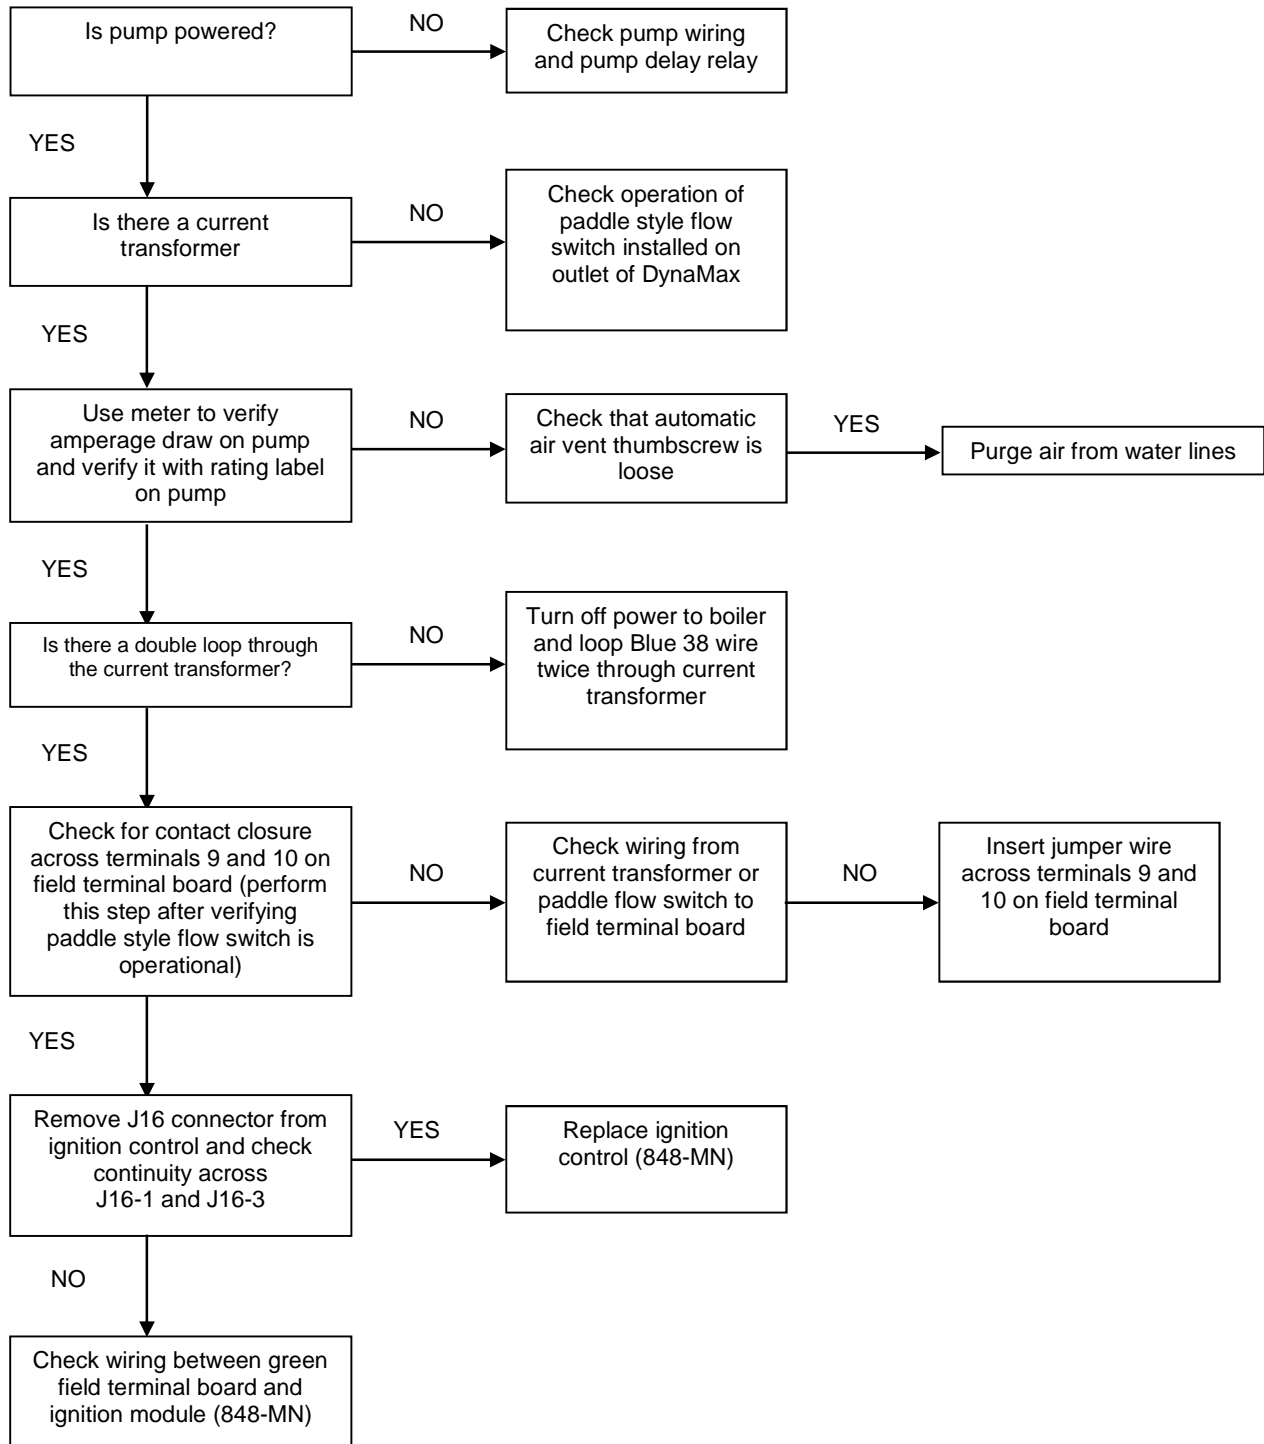 Is pump powered?
NO
Check pump wiring
and pump delay relay
YES
Is there a current
transformer
NO
Check operation of
paddle style flow
switch installed on
outlet of DynaMax
YES
Use meter to verify
amperage draw on pump
and verify it with rating label
on pump
NO
Check that automatic
air vent thumbscrew is
loose
YES
Purge air from water lines
YES
Is there a double loop through
the current transformer?
NO
Turn off power to boiler
and loop Blue 38 wire
twice through current
transformer
YES
Check for contact closure
across terminals 9 and 10 on
field terminal board (perform
this step after verifying
paddle style flow switch is
operational)
NO
Check wiring from
current transformer or
paddle flow switch to
field terminal board
NO
Insert jumper wire
across terminals 9 and
10 on field terminal
board
YES
Remove J16 connector from
ignition control and check
continuity across
J16-1 and J16-3
YES
Replace ignition
control (848-MN)
NO
Check wiring between green
field terminal board and
ignition module (848-MN)